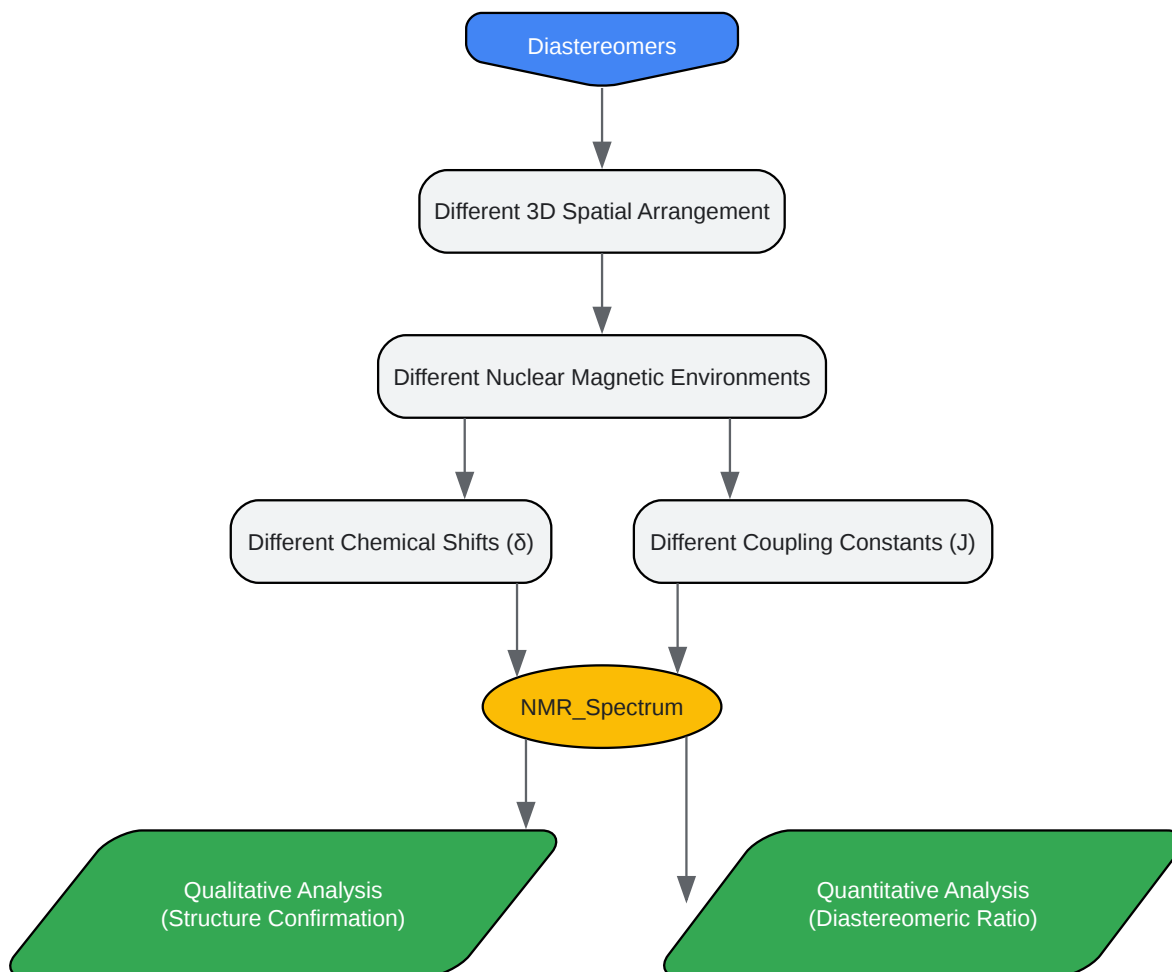 Diastereomers
Different 3D Spatial Arrangement
Different Nuclear Magnetic Environments
Different Chemical Shifts (δ)
Different Coupling Constants (J)
NMR_Spectrum
Qualitative Analysis
(Structure Confirmation)
Quantitative Analysis
(Diastereomeric Ratio)